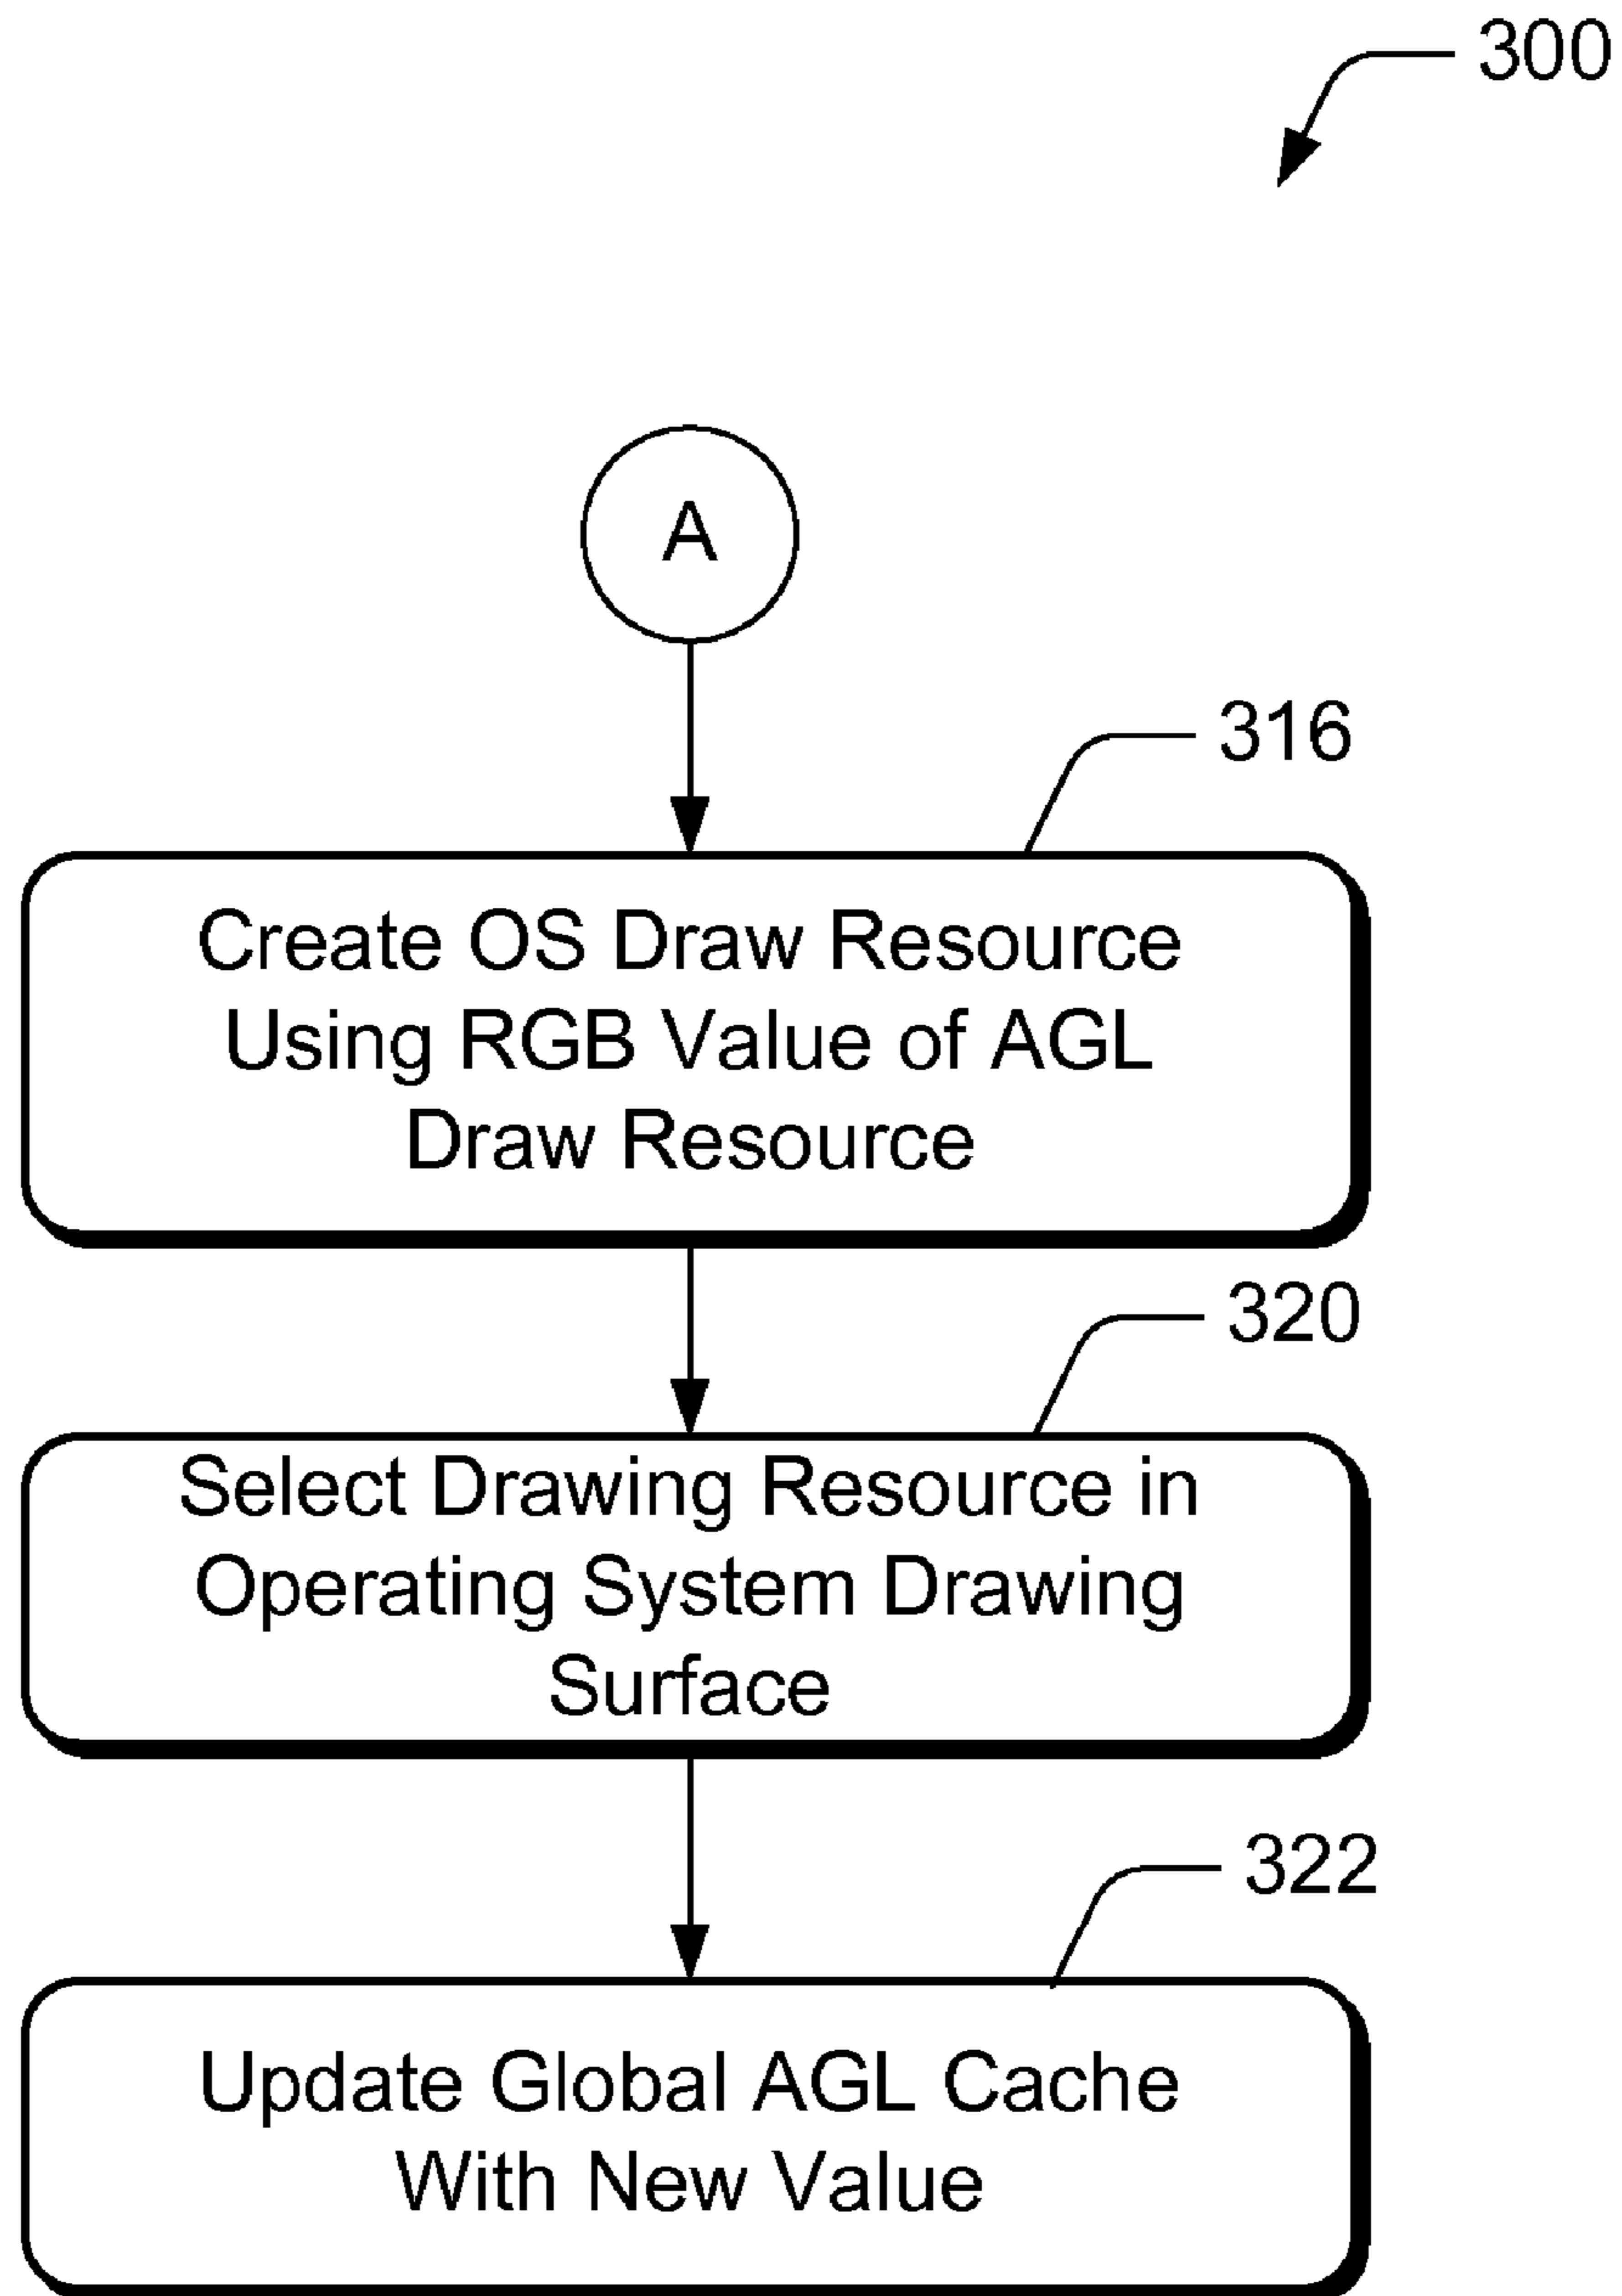 300
A
316
Create OS Draw Resource
Using RGB Value of AGL
Draw Resource
320
Select Drawing Resource in
Operating System Drawing
Surface
322
Update Global AGL Cache
With New Value